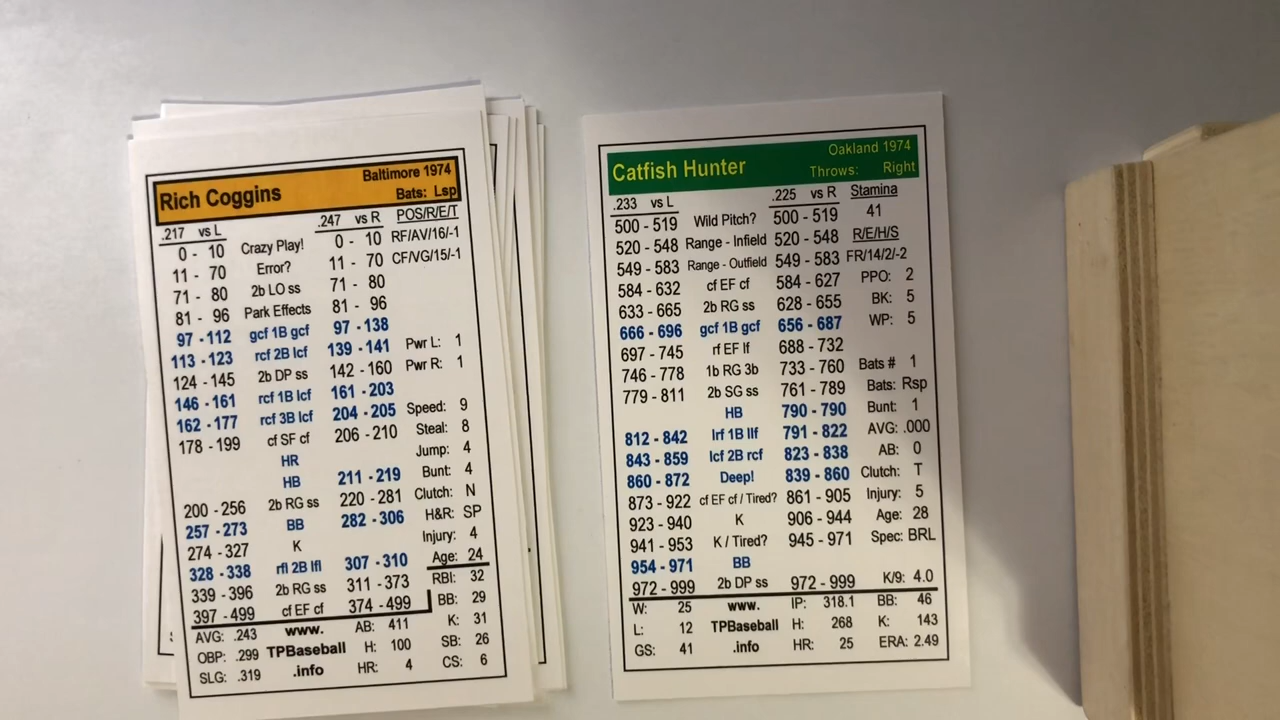 Rich Coggins Baltimore 1974
Bats: Lsp
.217 vs L .247 vs R POS/R/E/T
0 - 10 Crazy Play! 0 - 10 RF/AV/16/-1
11 - 70 Error? 11 - 70 CF/VG/15/-1
71 - 80 2b LO ss 71 - 80
81 - 96 Park Effects 81 - 96
97 -112 gcf 1B gcf 97 -138
113 -123 rcf 2B lcf 139 -141 Pwr L: 1
124 -145 2b DP ss 142 -160 Pwr R: 1
146 -161 rcf 1B lcf 161 -203
162 -177 rcf 3B lcf 204 -205 Speed: 9
178 -199 cf SF cf 206 -210 Steal: 8
HR Jump: 4
HB 211 -219 Bunt: 4
200 -256 2b RG ss 220 -281 Clutch: N
257 -273 BB 282 -306 H&R: SP
274 -327 K Injury: 4
328 -338 rfl 2B lfl 307 -310 Age: 24
339 -396 2b RG ss 311 -373 RBI: 32
397 -499 cf EF cf 374 -499 BB: 29
AVG: .243 www. AB: 411 K: 31
OBP: .299 TPBaseball H: 100 SB: 26
SLG: .319 .info HR: 4 CS: 6
Catfish Hunter Oakland 1974
Throws: Right
.233 vs L .225 vs R Stamina
500 - 519 Wild Pitch? 500 - 519 41
520 - 548 Range - Infield 520 - 548 R/E/H/S
549 - 583 Range - Outfield 549 - 583 FR/14/2/-2
584 - 632 cf EF cf 584 - 627 PPO: 2
633 - 665 2b RG ss 628 - 655 BK: 5
666 - 696 gcf 1B gcf 656 - 687 WP: 5
697 - 745 rf EF lf 688 - 732
746 - 778 1b RG 3b 733 - 760 Bats # 1
779 - 811 2b SG ss 761 - 789 Bats: Rsp
HB 790 - 790 Bunt: 1
812 - 842 lrf 1B llf 791 - 822 AVG: .000
843 - 859 lcf 2B rcf 823 - 838 AB: 0
860 - 872 Deep! 839 - 860 Clutch: T
873 - 922 cf EF cf / Tired? 861 - 905 Injury: 5
923 - 940 K 906 - 944 Age: 28
941 - 953 K / Tired? 945 - 971 Spec: BRL
954 - 971 BB
972 - 999 2b DP ss 972 - 999 K/9: 4.0
W: 25 www. IP: 318.1 BB: 46
L: 12 TPBaseball H: 268 K: 143
GS: 41 .info HR: 25 ERA: 2.49